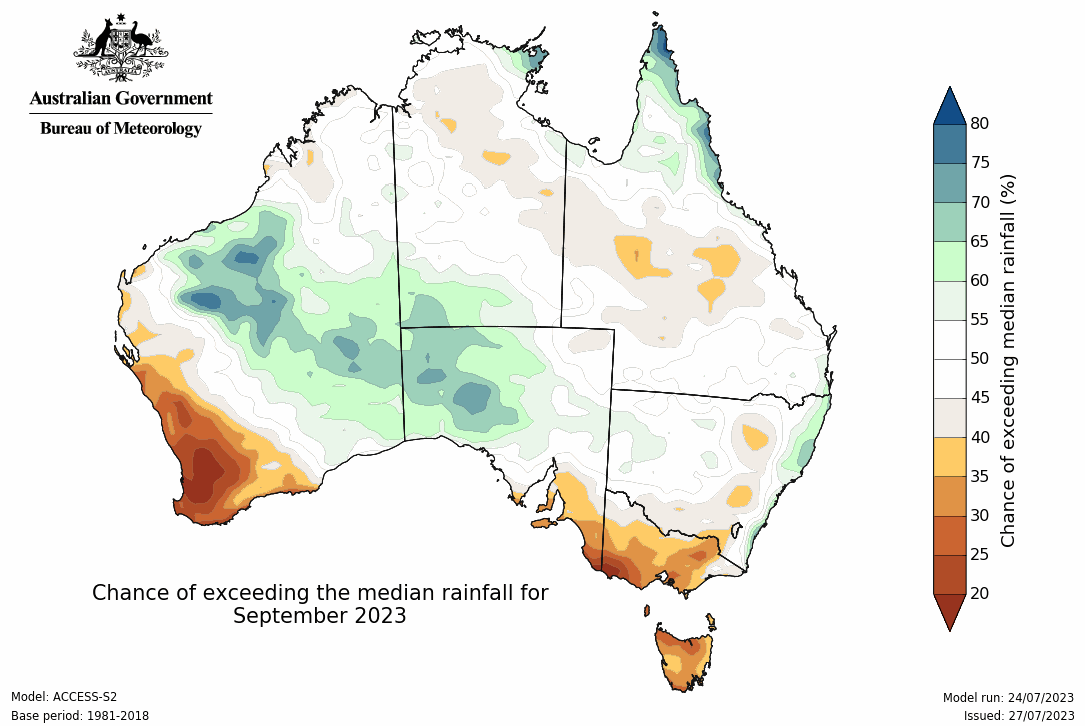 AUSTRALIA
Australian Government
Bureau of Meteorology
80
75
70
65
60
55
50
45
40
35
30
25
20
Chance of exceeding median rainfall (%)
Chance of exceeding the median rainfall for
September 2023
Model: ACCESS-S2
Base period: 1981-2018
Model run: 24/07/2023
Issued: 27/07/2023